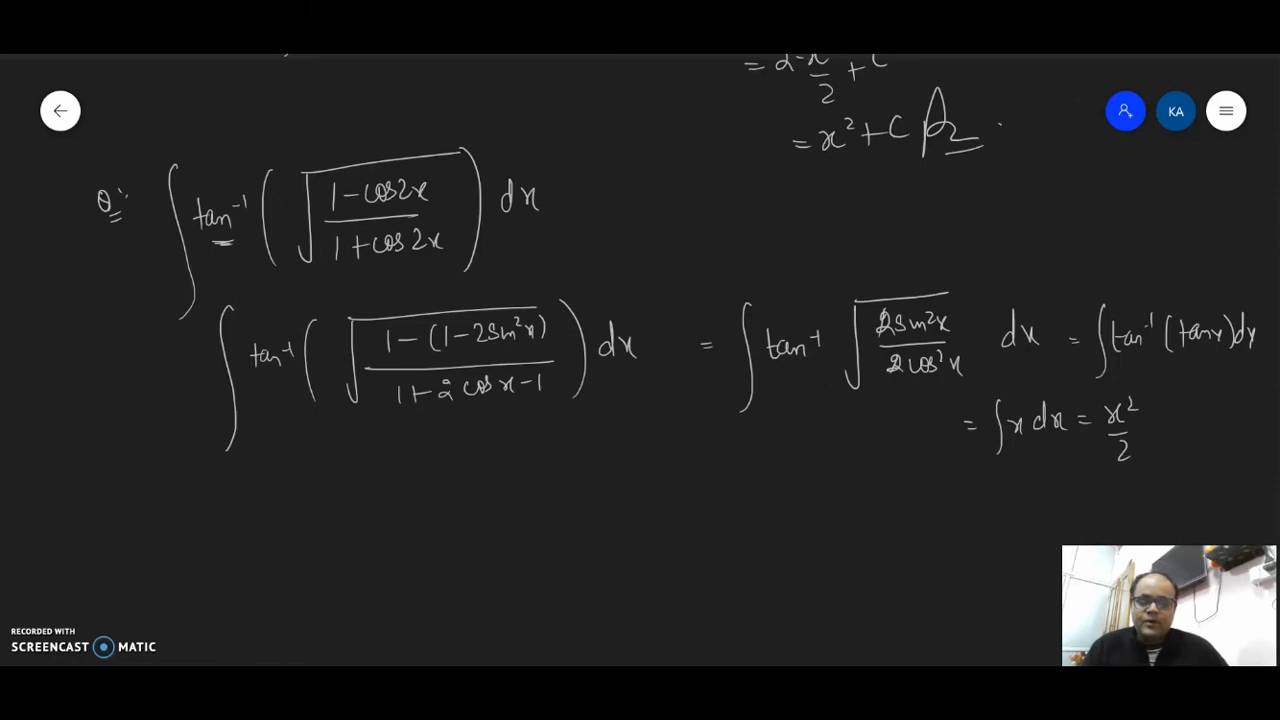 = x² + C
KA
Q: ∫ tan⁻¹ ( √((1-cos2x)/(1+cos2x)) ) dx
∫ tan⁻¹ ( √((1-(1-2sin²x))/(1+2cos²x-1)) ) dx = ∫ tan⁻¹ √(2sin²x/2cos²x) dx = ∫ tan⁻¹ (tanx) dx
= ∫ x dx = x²/2
RECORDED WITH
SCREENCAST MATIC